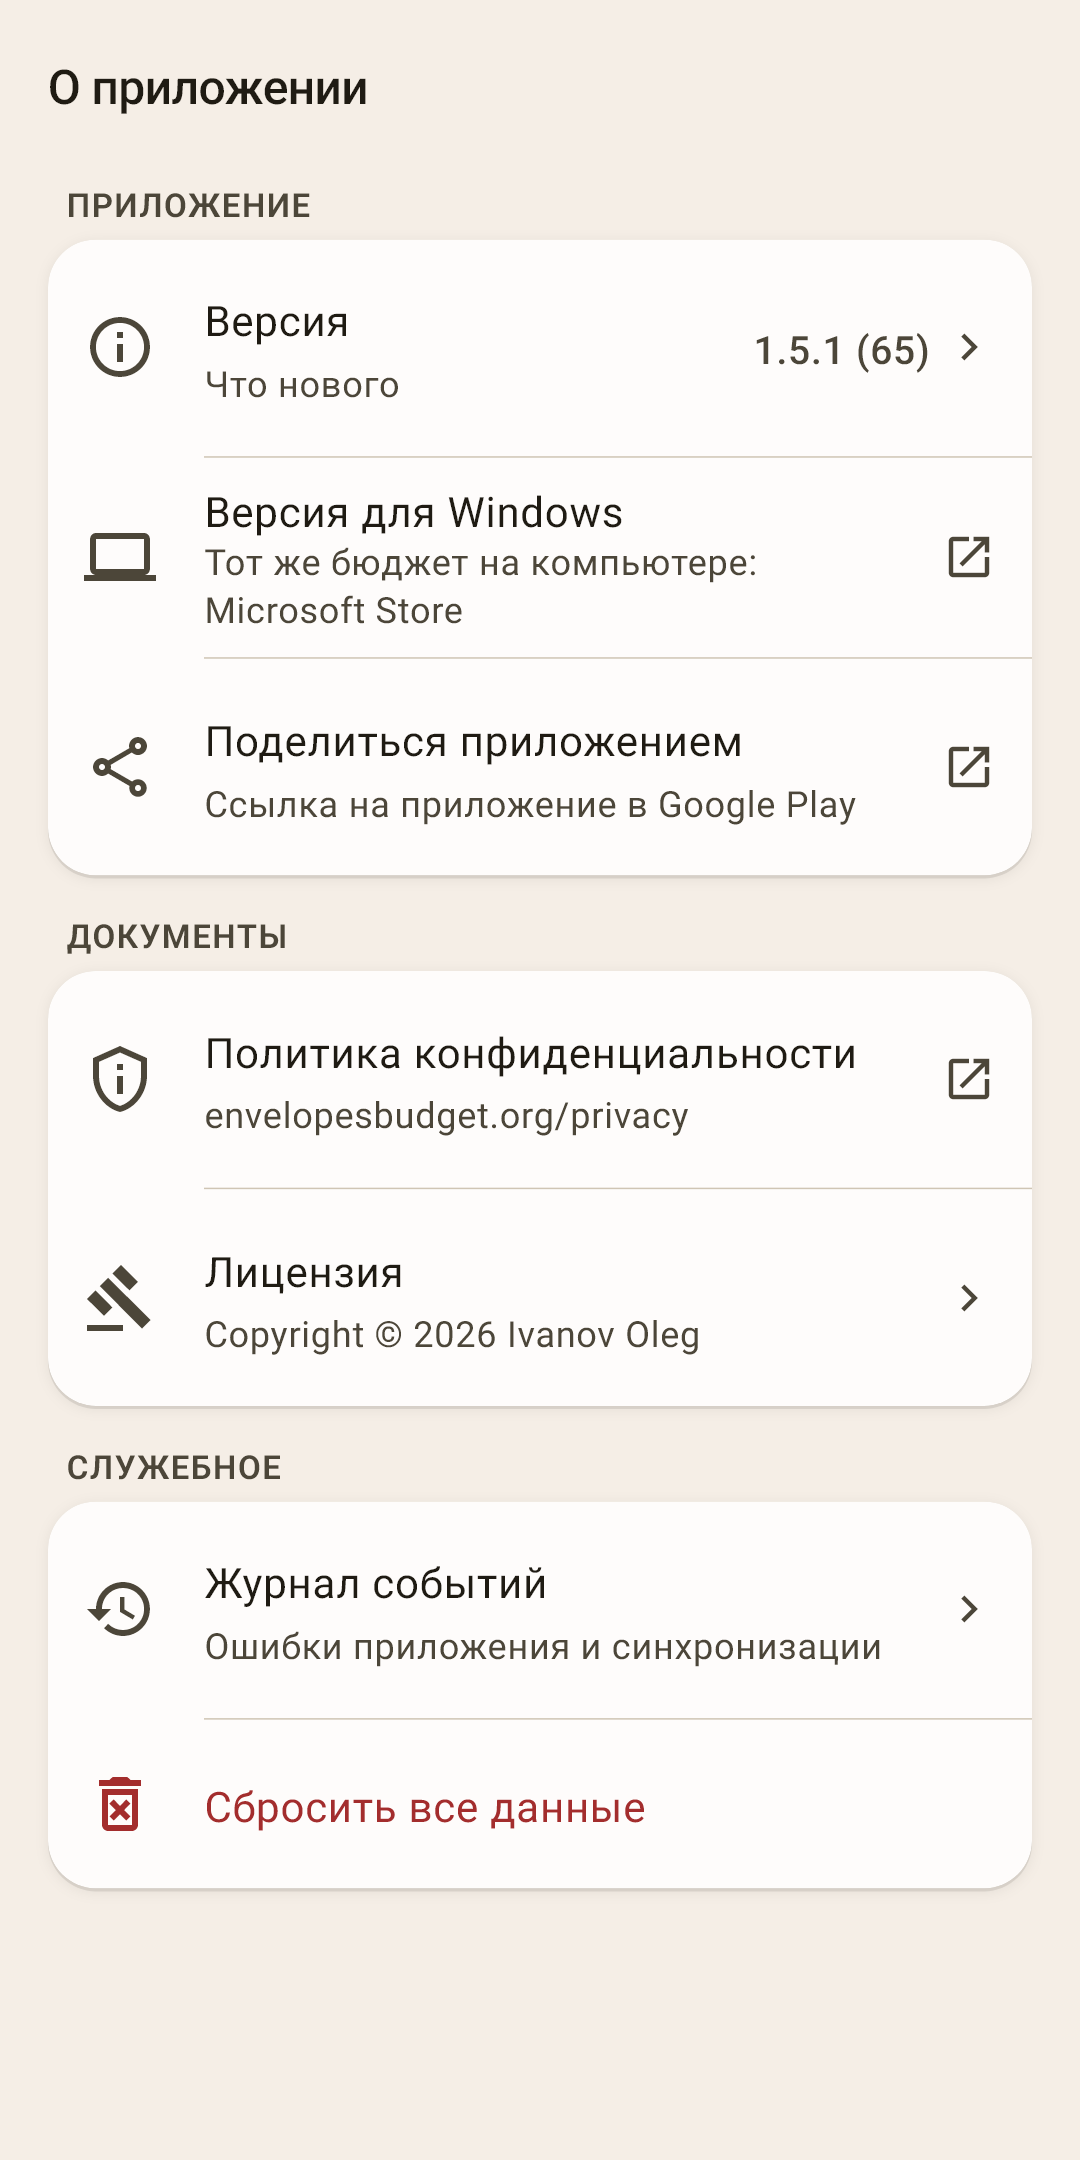 О приложении
ПРИЛОЖЕНИЕ
Версия
Что нового
1.5.1 (65)
Версия для Windows
Тот же бюджет на компьютере:
Microsoft Store
Поделиться приложением
Ссылка на приложение в Google Play
ДОКУМЕНТЫ
Политика конфиденциальности
envelopesbudget.org/privacy
Лицензия
Copyright © 2026 Ivanov Oleg
СЛУЖЕБНОЕ
Журнал событий
Ошибки приложения и синхронизации
Сбросить все данные